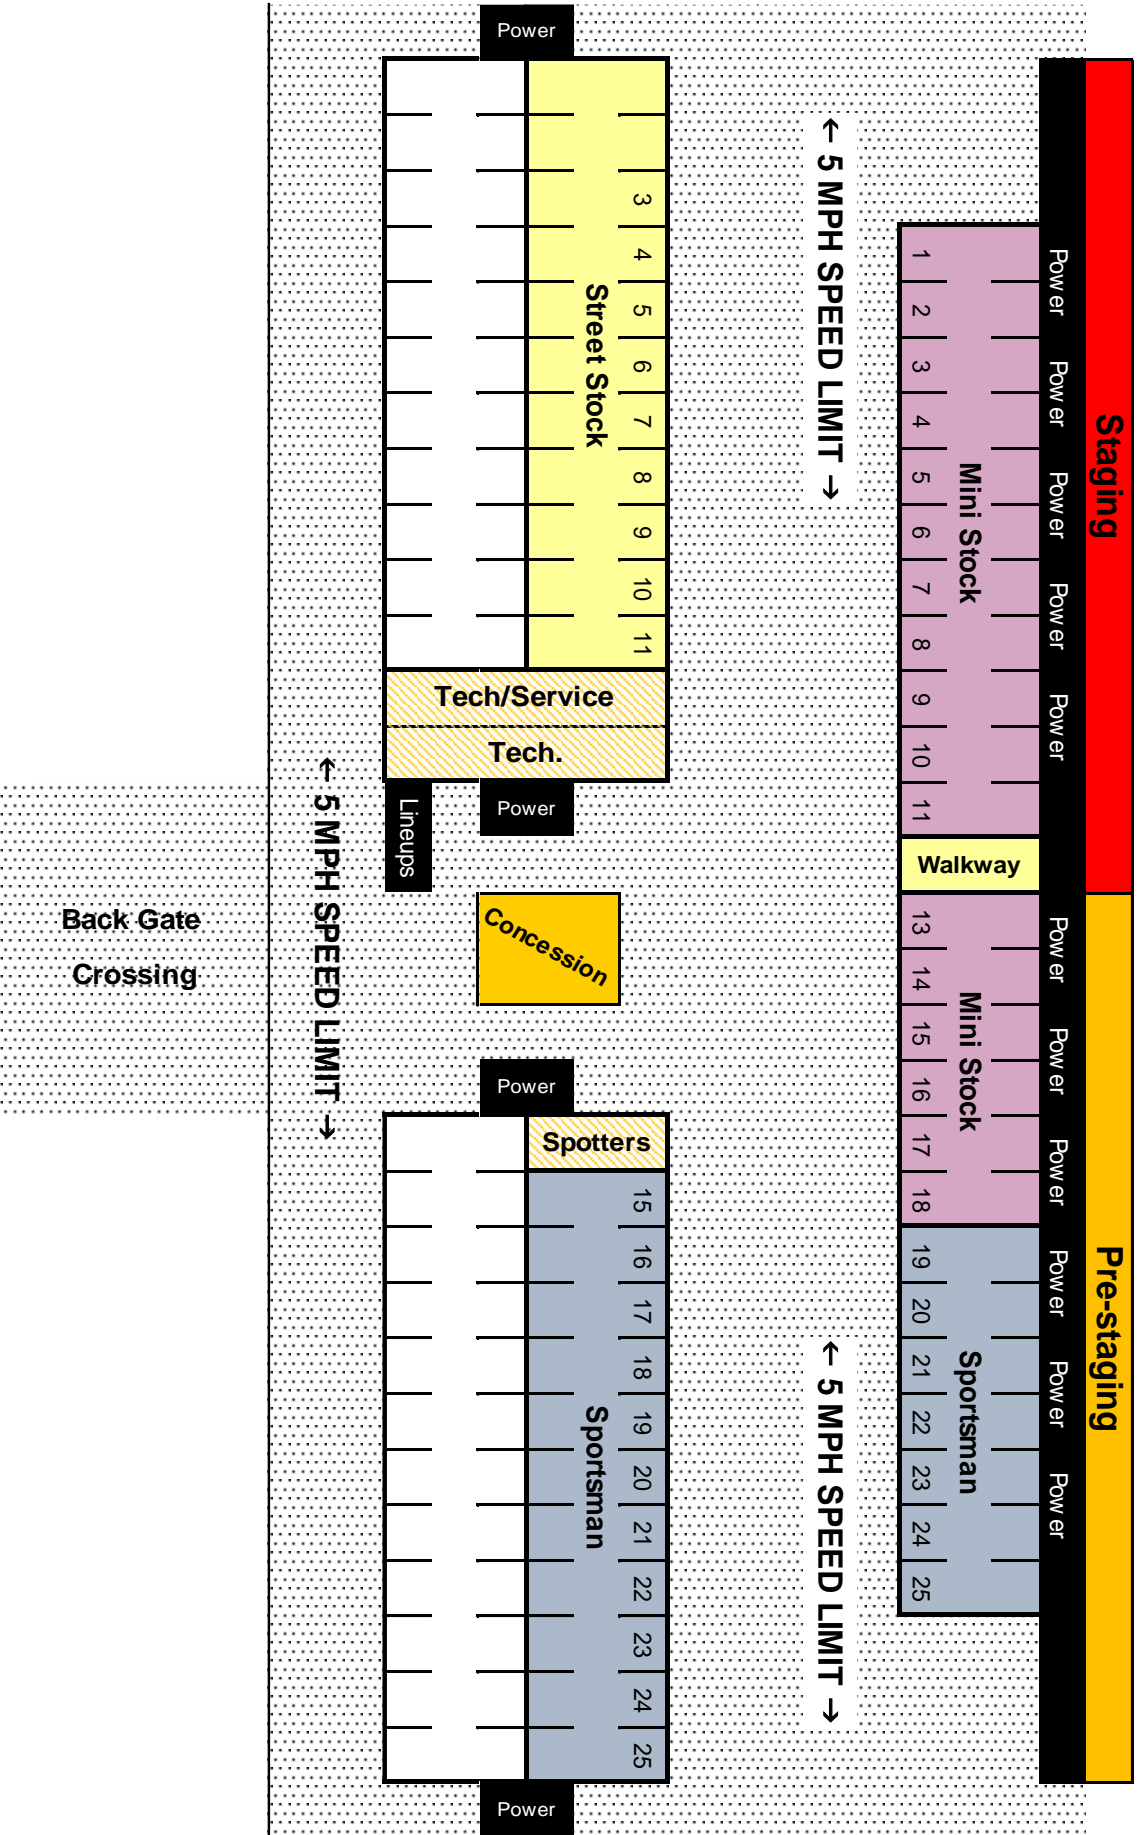 Power
3
4
5
6
7
8
9
10
11
Street Stock
Tech/Service
Tech.
Lineups
Power
← 5 MPH SPEED LIMIT →
Back Gate
Crossing
Concession
Power
Spotters
15
16
17
18
19
20
21
22
23
24
25
Sportsman
Power
← 5 MPH SPEED LIMIT →
← 5 MPH SPEED LIMIT →
1
2
3
4
5
6
7
8
9
10
11
Mini Stock
Walkway
13
14
15
16
17
18
Mini Stock
19
20
21
22
23
24
25
Sportsman
Power
Power
Power
Power
Power
Power
Power
Power
Power
Power
Power
Staging
Pre-staging